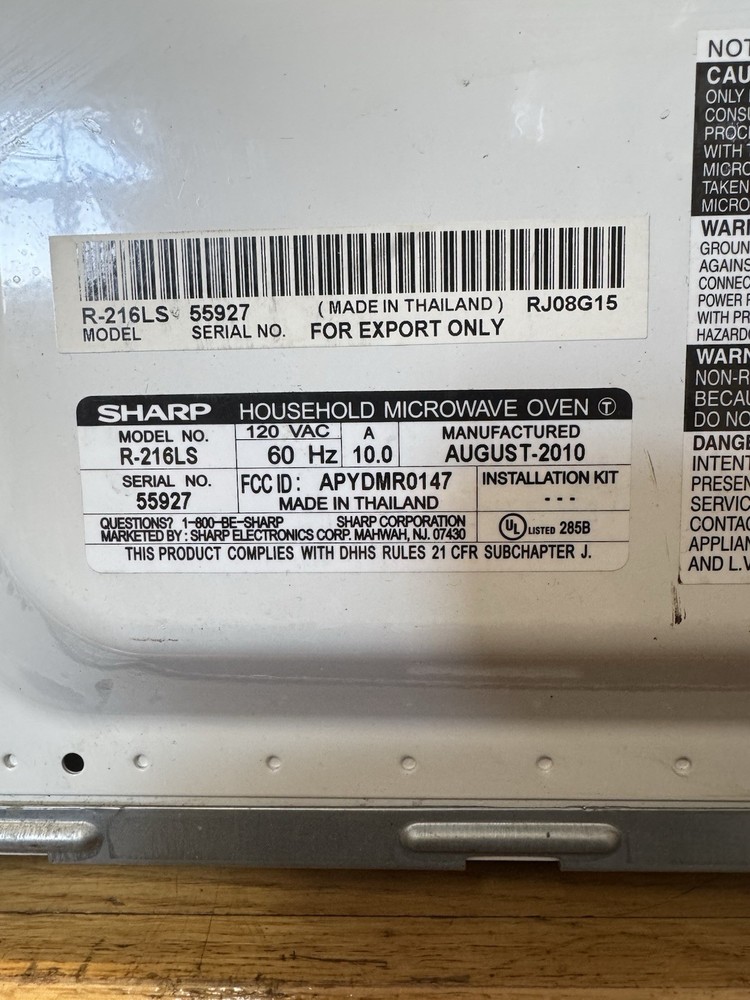 R-216LS 55927 ( MADE IN THAILAND ) RJ08G15
MODEL SERIAL NO. FOR EXPORT ONLY
SHARP HOUSEHOLD MICROWAVE OVEN T
MODEL NO. 120 VAC A MANUFACTURED
R-216LS 60 Hz 10.0 AUGUST-2010
SERIAL NO. FCC ID: APYDMR0147 INSTALLATION KIT
55927 MADE IN THAILAND ---
QUESTIONS? 1-800-BE-SHARP SHARP CORPORATION
MARKETED BY: SHARP ELECTRONICS CORP. MAHWAH, NJ. 07430
UL LISTED 285B
THIS PRODUCT COMPLIES WITH DHHS RULES 21 CFR SUBCHAPTER J.
NOT
CAU
ONLY
CONSU
PROC
WITH
MICRO
TAKEN
MICRO
WAR
GROUN
AGAINS
CONNEC
POWER
WITH PR
HAZARD
WARN
NON-R
BECAU
DO NO
DANGE
INTENT
PRESEN
SERVIC
CONTAC
APPLIAN
AND L.V